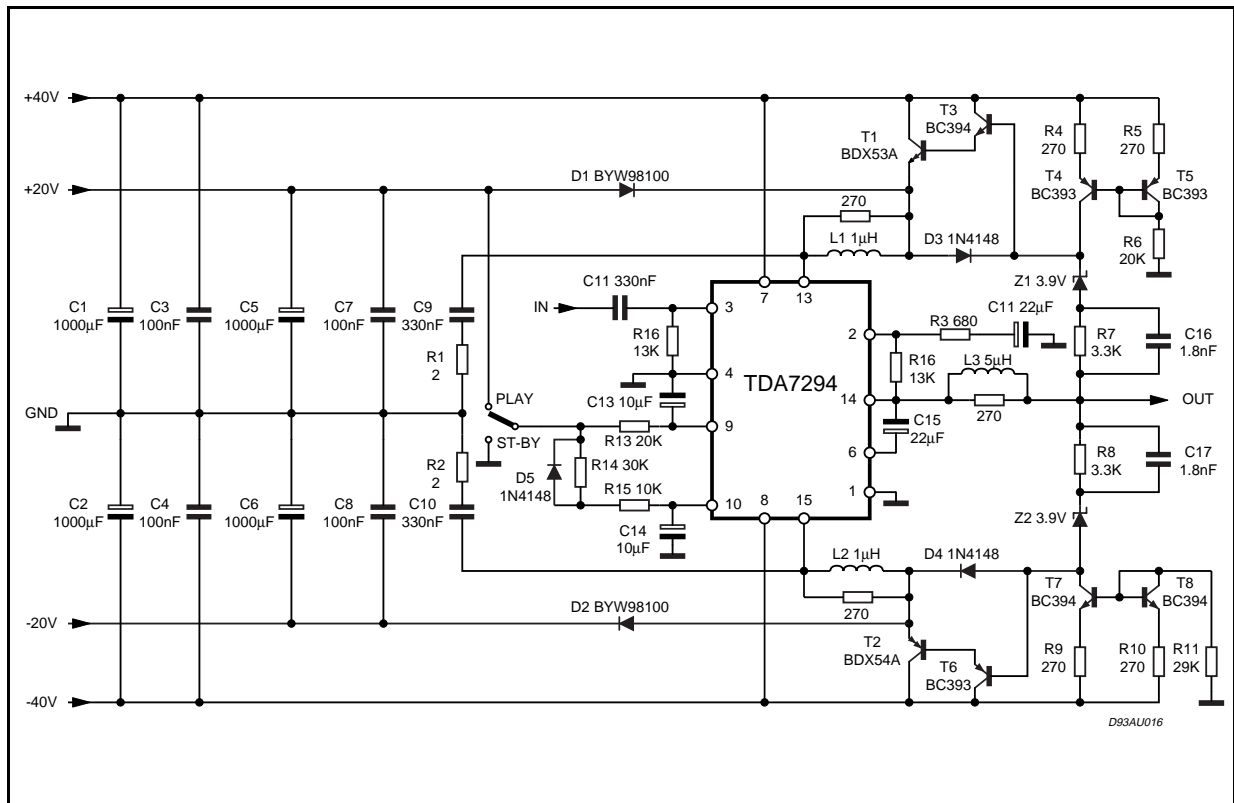 +40V
T3
BC394
T1
BDX53A
R4
270
R5
270
+20V
D1 BYW98100
T4
BC393
T5
BC393
270
L1 1µH
D3 1N4148
R6
20K
Z1 3.9V
C11 330nF
IN
7
13
3
C1
1000µF
C3
100nF
C5
1000µF
C7
100nF
C9
330nF
R16
13K
2
R3 680
C11 22µF
R7
3.3K
C16
1.8nF
R1
2
4
TDA7294
R16
13K
L3 5µH
PLAY
C13 10µF
14
OUT
GND
270
ST-BY
R13 20K
9
C15
22µF
R2
2
D5
1N4148
R14 30K
6
R8
3.3K
C17
1.8nF
R15 10K
1
C2
1000µF
C4
100nF
C6
1000µF
C8
100nF
C10
330nF
10
8
15
Z2 3.9V
C14
10µF
L2 1µH
D4 1N4148
T7
BC394
T8
BC394
D2 BYW98100
270
-20V
T2
BDX54A
T6
BC393
R9
270
R10
270
R11
29K
-40V
D93AU016